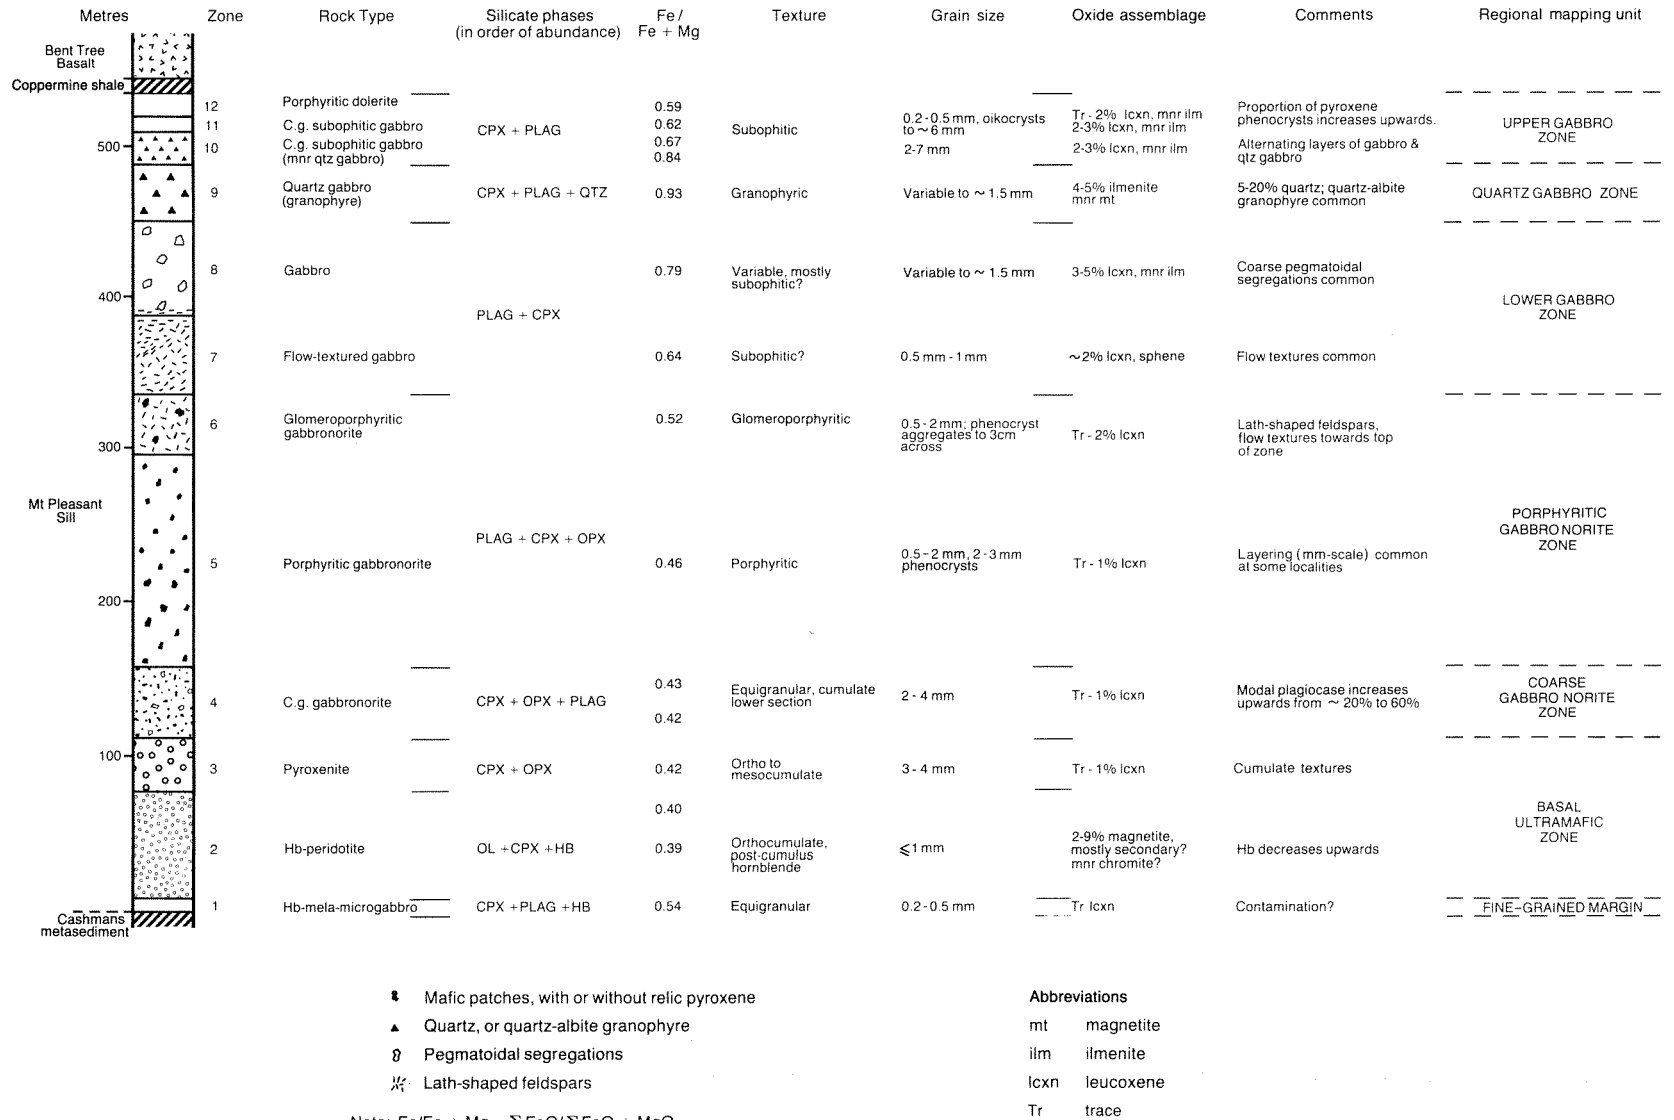 Metres Zone Rock Type Silicate phases (in order of abundance) Fe / Fe + Mg Texture Grain size Oxide assemblage Comments Regional mapping unit
Bent Tree
Basalt
Coppermine shale
12 Porphyritic dolerite 0.59 Tr - 2% lcxn, mnr ilm Proportion of pyroxene
phenocrysts increases upwards.
11 C.g. subophitic gabbro CPX + PLAG 0.62 Subophitic 0.2-0.5 mm, oikocrysts
to ~ 6 mm 2-3% lcxn, mnr ilm UPPER GABBRO
ZONE
500 10 C.g. subophitic gabbro
(mnr qtz gabbro) 0.67
0.84 2-7 mm 2-3% lcxn, mnr ilm Alternating layers of gabbro &
qtz gabbro
9 Quartz gabbro
(granophyre) CPX + PLAG + QTZ 0.93 Granophyric Variable to ~ 1.5 mm 4-5% ilmenite
mnr mt 5-20% quartz; quartz-albite
granophyre common QUARTZ GABBRO ZONE
8 Gabbro 0.79 Variable, mostly
subophitic? Variable to ~ 1.5 mm 3-5% lcxn, mnr ilm Coarse pegmatoidal
segregations common
400 PLAG + CPX LOWER GABBRO
ZONE
7 Flow-textured gabbro 0.64 Subophitic? 0.5 mm - 1 mm ~2% lcxn, sphene Flow textures common
6 Glomeroporphyritic
gabbronorite 0.52 Glomeroporphyritic 0.5 - 2 mm; phenocryst
aggregates to 3cm
across Tr - 2% lcxn Lath-shaped feldspars,
flow textures towards top
of zone
300
Mt Pleasant
Sill
PLAG + CPX + OPX PORPHYRITIC
GABBRO NORITE
ZONE
5 Porphyritic gabbronorite 0.46 Porphyritic 0.5 - 2 mm, 2 - 3 mm
phenocrysts Tr - 1% lcxn Layering (mm-scale) common
at some localities
200
4 C.g. gabbronorite CPX + OPX + PLAG 0.43
0.42 Equigranular, cumulate
lower section 2 - 4 mm Tr - 1% lcxn Modal plagiocase increases
upwards from ~ 20% to 60% COARSE
GABBRO NORITE
ZONE
100
3 Pyroxenite CPX + OPX 0.42 Ortho to
mesocumulate 3 - 4 mm Tr - 1% lcxn Cumulate textures
0.40 BASAL
ULTRAMAFIC
ZONE
2 Hb-peridotite OL +CPX +HB 0.39 Orthocumulate,
post-cumulus
hornblende ⩽1 mm 2-9% magnetite,
mostly secondary?
mnr chromite? Hb decreases upwards
1 Hb-mela-microgabbro CPX +PLAG +HB 0.54 Equigranular 0.2-0.5 mm Tr lcxn Contamination? FINE-GRAINED MARGIN
Cashmans
metasediment
Mafic patches, with or without relic pyroxene
Quartz, or quartz-albite granophyre
Pegmatoidal segregations
Lath-shaped feldspars
Abbreviations
mt magnetite
ilm ilmenite
lcxn leucoxene
Tr trace